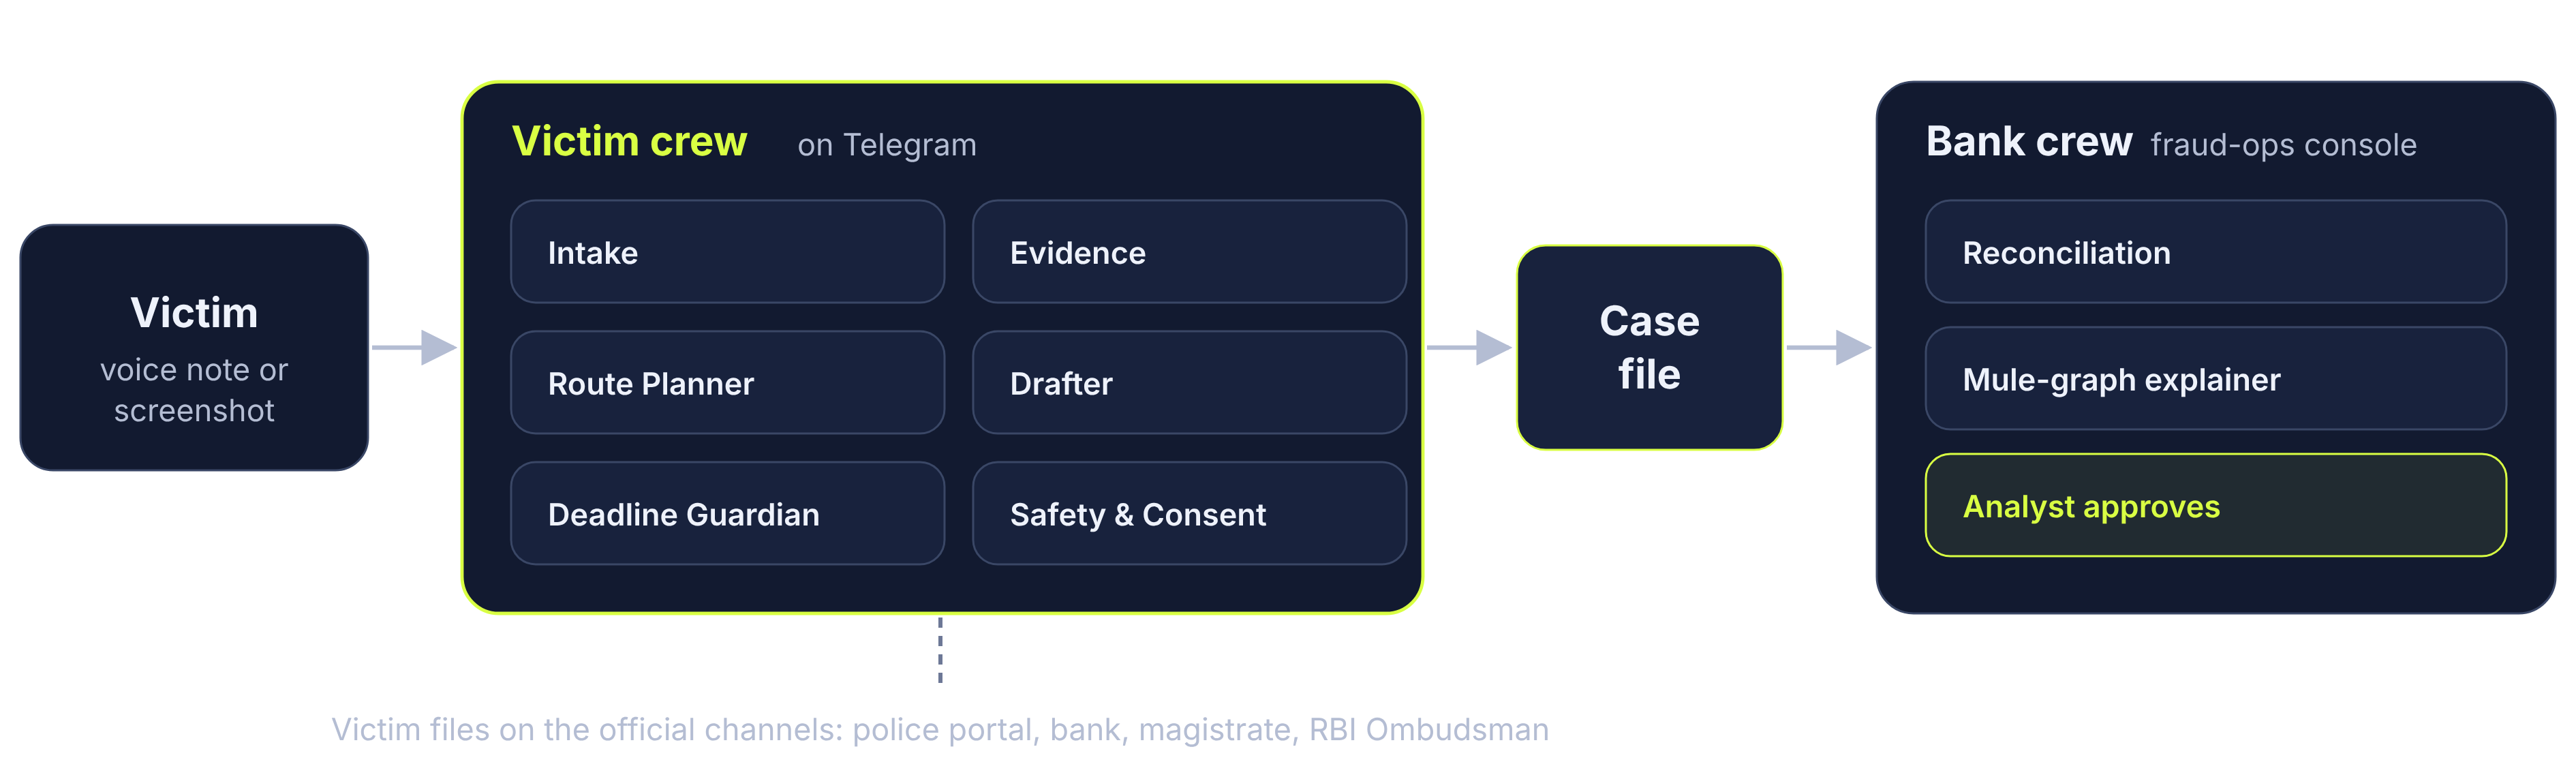 Victim
voice note or
screenshot
Victim crew on Telegram
Intake
Evidence
Route Planner
Drafter
Deadline Guardian
Safety & Consent
Case
file
Bank crew fraud-ops console
Reconciliation
Mule-graph explainer
Analyst approves
Victim files on the official channels: police portal, bank, magistrate, RBI Ombudsman